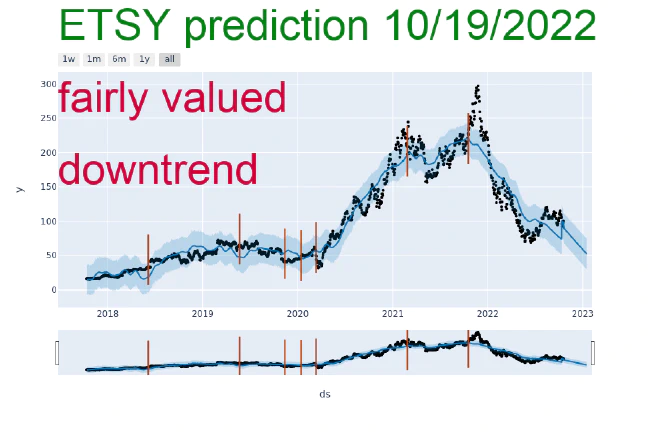 ETSY prediction 10/19/2022
1w 1m 6m 1y all
300
fairly valued
250
200
downtrend
150
y
100
50
0
2018 2019 2020 2021 2022 2023
ds